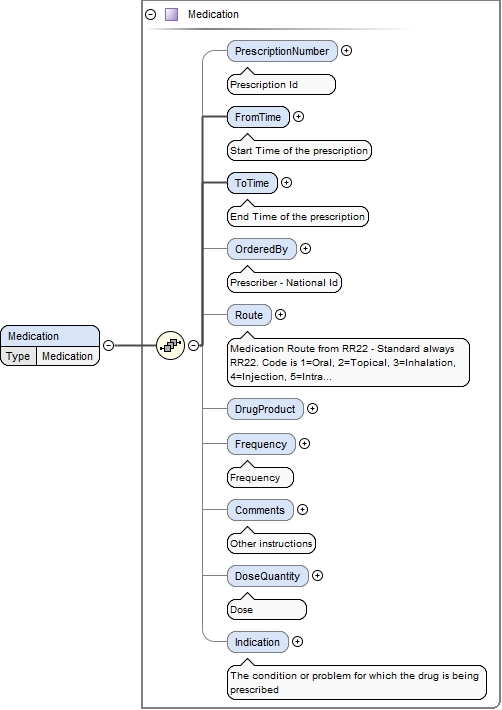 Medication
PrescriptionNumber
Prescription Id
FromTime
Start Time of the prescription
ToTime
End Time of the prescription
OrderedBy
Prescriber - National Id
Medication
Type Medication
Route
Medication Route from RR22 - Standard always
RR22. Code is 1=Oral, 2=Topical, 3=Inhalation,
4=Injection, 5=Intra...
DrugProduct
Frequency
Frequency
Comments
Other instructions
DoseQuantity
Dose
Indication
The condition or problem for which the drug is being
prescribed